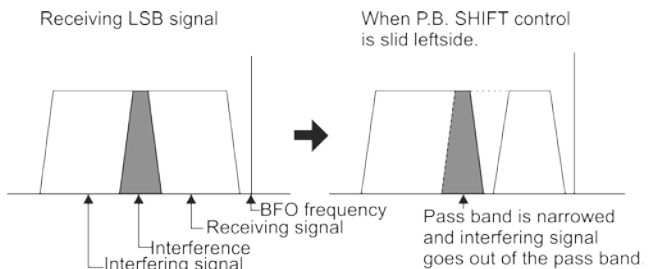 Receiving LSB signal
When P.B. SHIFT control
is slid leftside.
BFO frequency
Receiving signal
Interference
Interfering signal
Pass band is narrowed
and interfering signal
goes out of the pass band